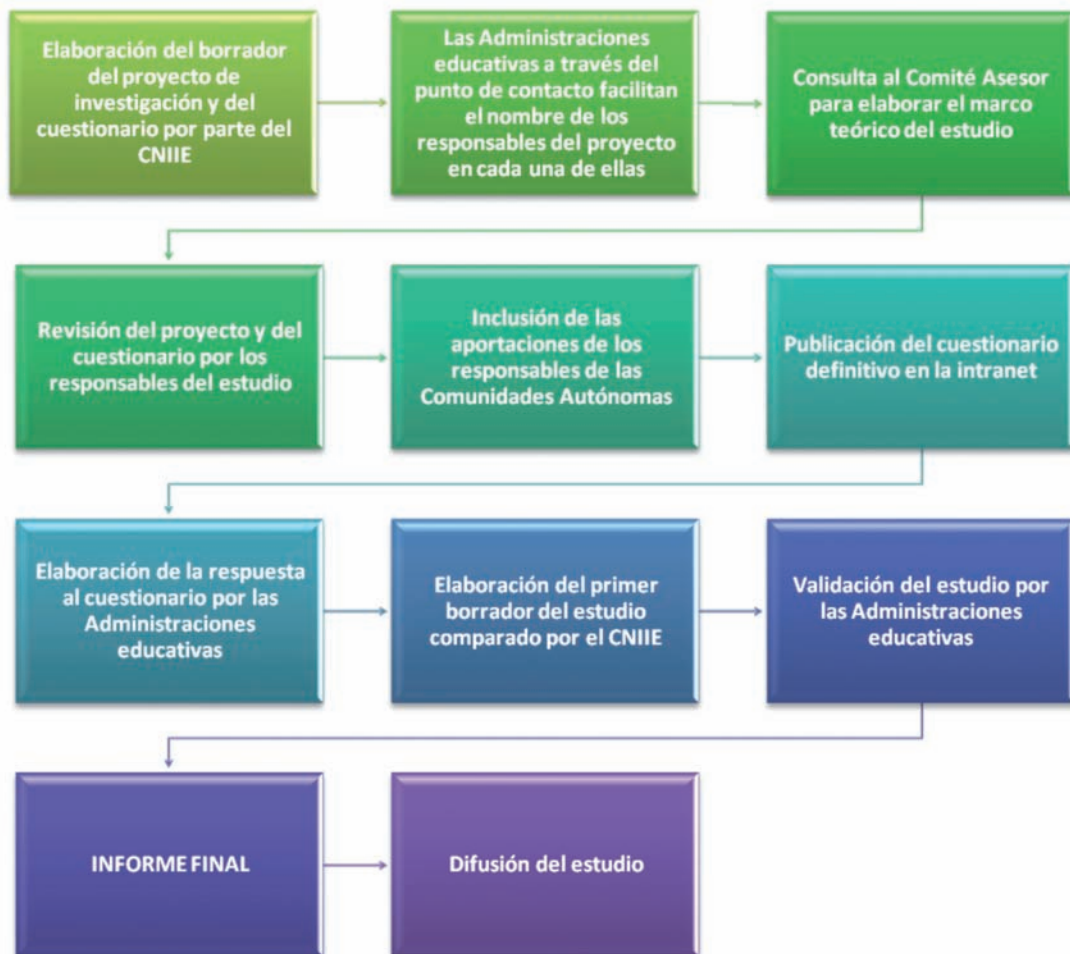 Elaboración del borrador
del proyecto de
investigación y del
cuestionario por parte del
CNIIE
Las Administraciones
educativas a través del
punto de contacto facilitan
el nombre de los
responsables del proyecto
en cada una de ellas
Consulta al Comité Asesor
para elaborar el marco
teórico del estudio
Revisión del proyecto y del
cuestionario por los
responsables del estudio
Inclusión de las
aportaciones de los
responsables de las
Comunidades Autónomas
Publicación del cuestionario
definitivo en la intranet
Elaboración de la respuesta
al cuestionario por las
Administraciones
educativas
Elaboración del primer
borrador del estudio
comparado por el CNIIE
Validación del estudio por
las Administraciones
educativas
INFORME FINAL
Difusión del estudio